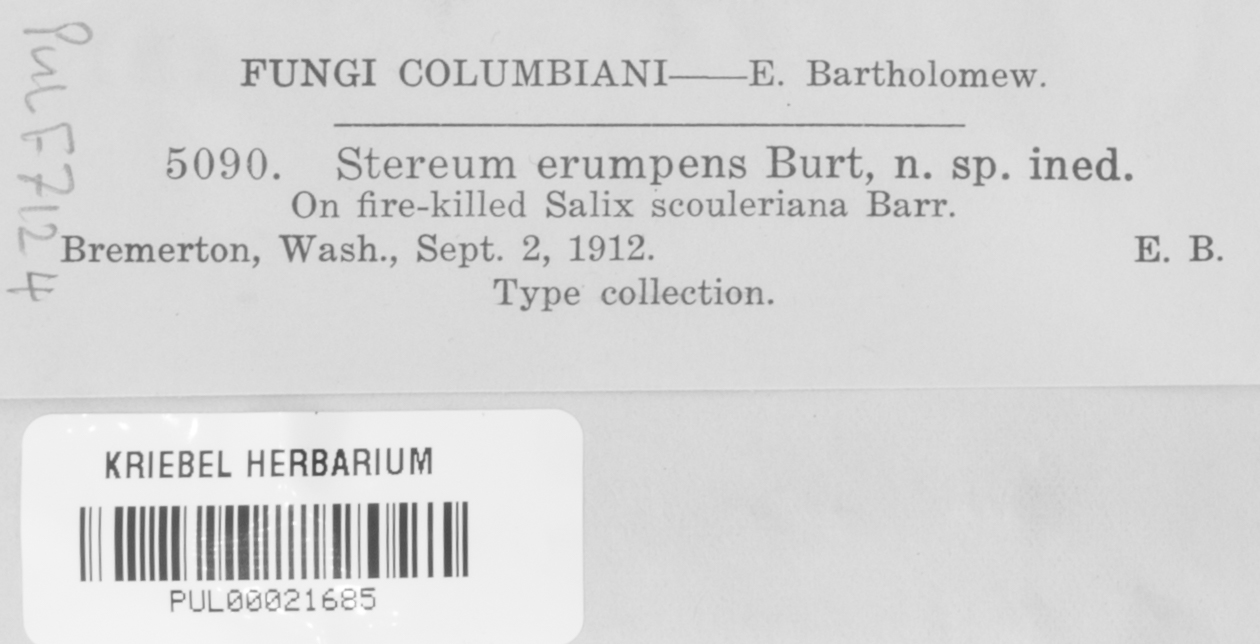 PUL F7124
FUNGI COLUMBIANI——E. Bartholomew.
5090. Stereum erumpens Burt, n. sp. ined.
On fire-killed Salix scouleriana Barr.
Bremerton, Wash., Sept. 2, 1912. E. B.
Type collection.
KRIEBEL HERBARIUM
PUL00021685